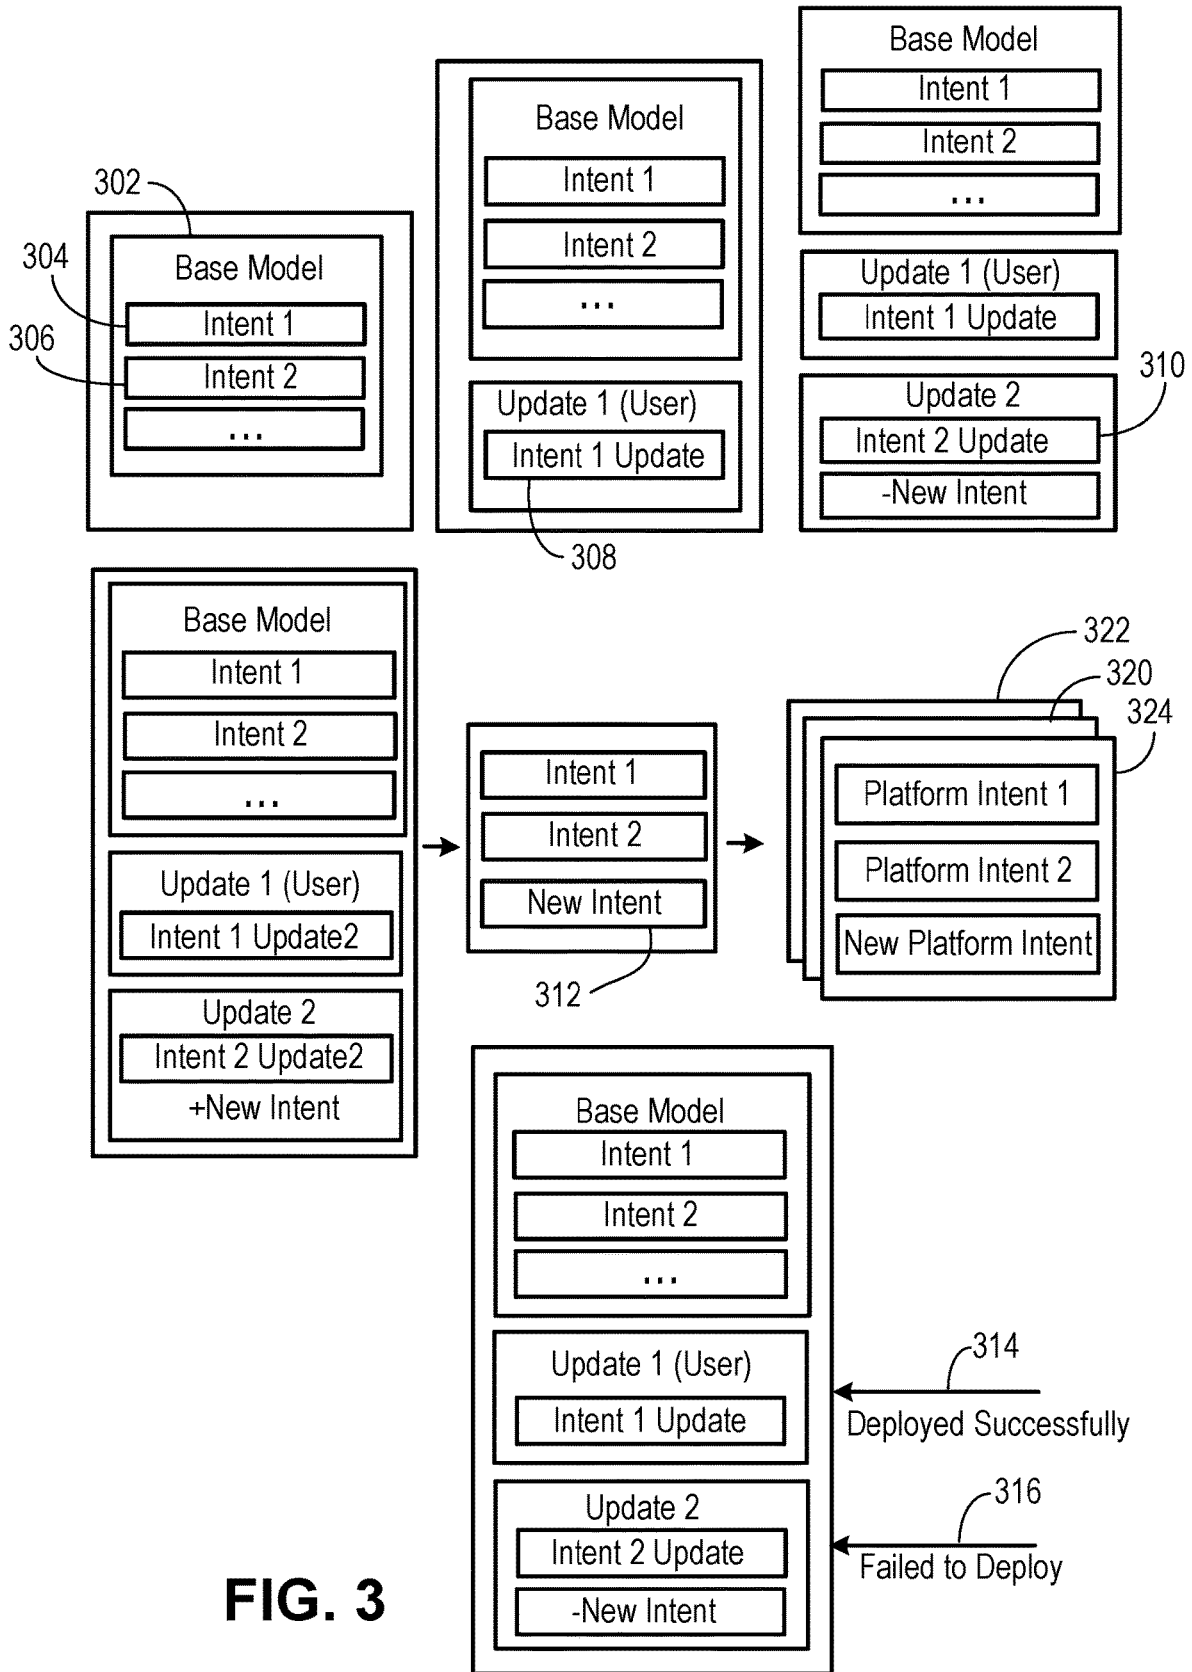 302
Base Model
304
Intent 1
306
Intent 2
...
Base Model
Intent 1
Intent 2
...
Update 1 (User)
Intent 1 Update
308
Base Model
Intent 1
Intent 2
...
Update 1 (User)
Intent 1 Update
310
Update 2
Intent 2 Update
-New Intent
Base Model
Intent 1
Intent 2
...
Update 1 (User)
Intent 1 Update2
Update 2
Intent 2 Update2
+New Intent
Intent 1
Intent 2
New Intent
312
322
320
324
Platform Intent 1
Platform Intent 2
New Platform Intent
Base Model
Intent 1
Intent 2
...
Update 1 (User)
Intent 1 Update
314
Deployed Successfully
Update 2
Intent 2 Update
-New Intent
316
Failed to Deploy
FIG. 3